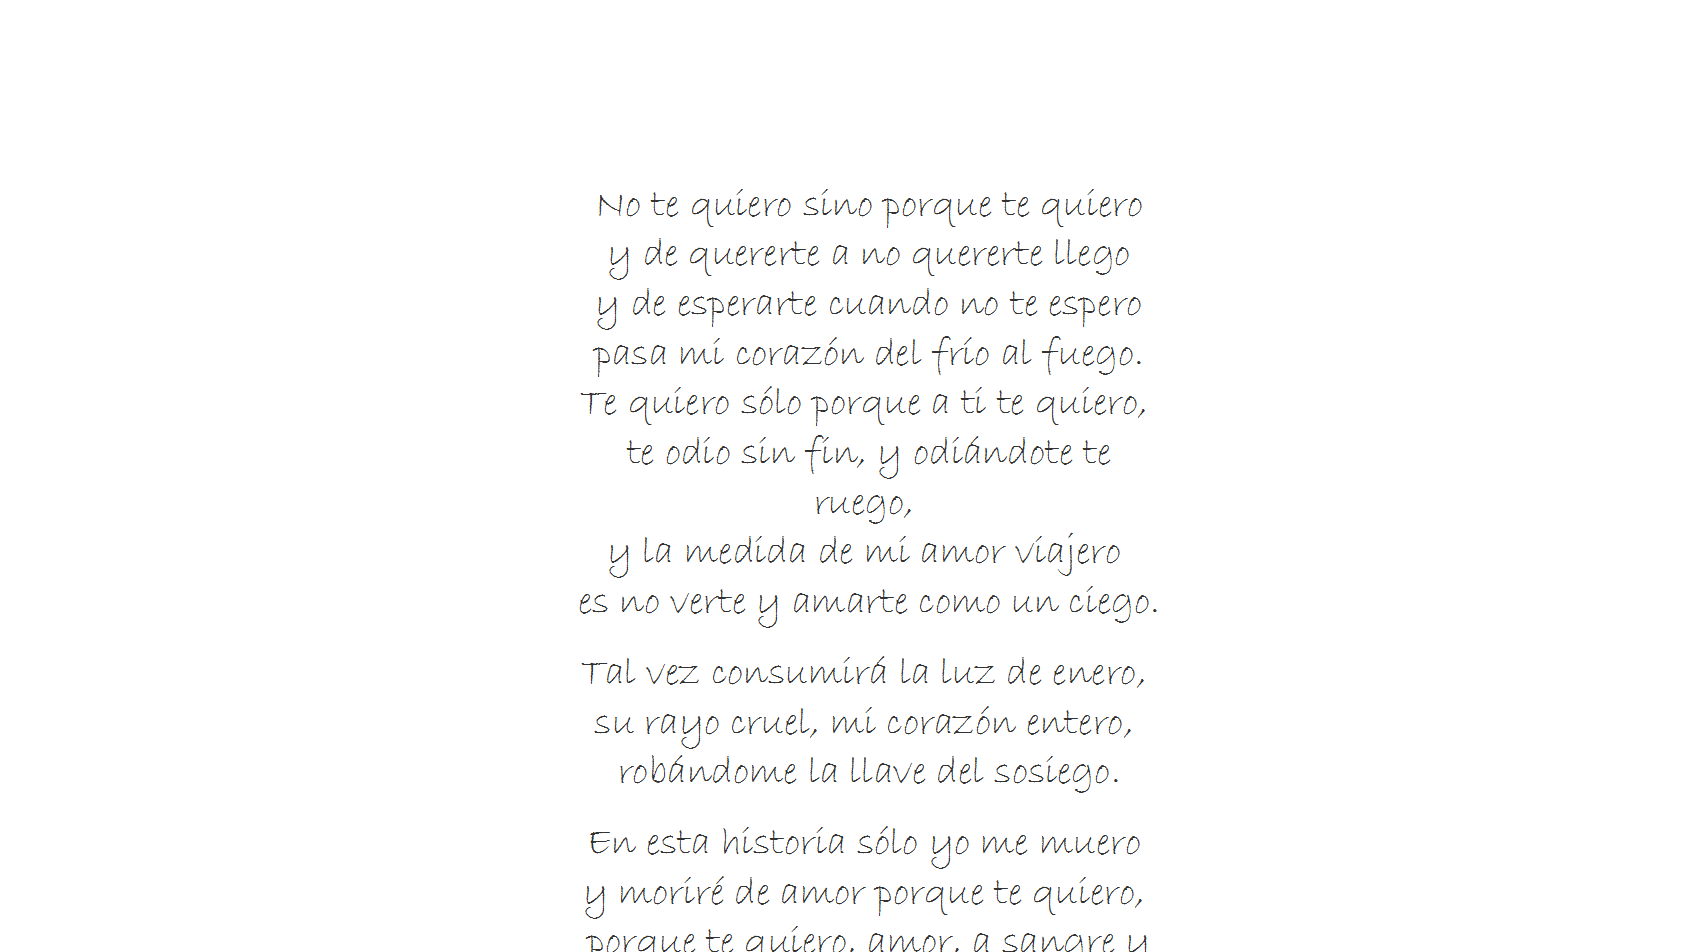 No te quiero sino porque te quiero
y de quererte a no quererte llego
y de esperarte cuando no te espero
pasa mi corazón del frío al fuego.
Te quiero sólo porque a ti te quiero,
te odio sin fin, y odiándote te
ruego,
y la medida de mi amor viajero
es no verte y amarte como un ciego.
Tal vez consumirá la luz de enero,
su rayo cruel, mi corazón entero,
robándome la llave del sosiego.
En esta historia sólo yo me muero
y moriré de amor porque te quiero,
porque te quiero, amor, a sangre y